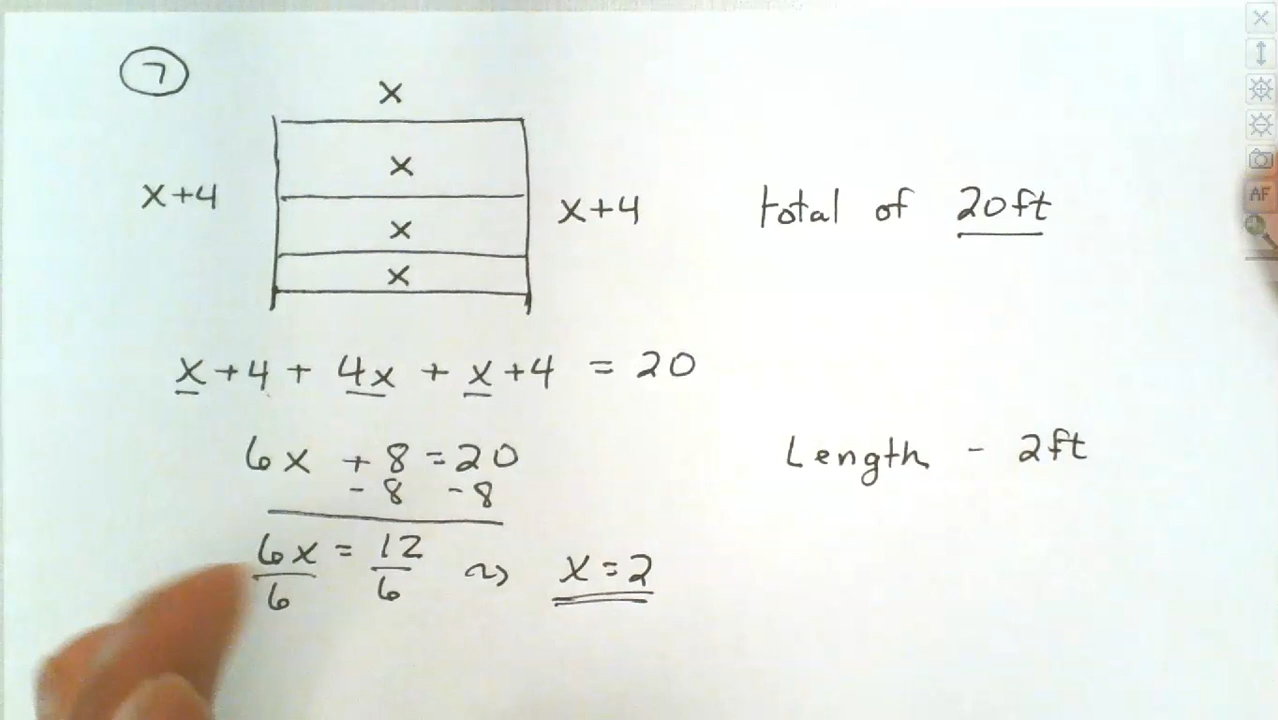 7
x
x
x+4
x+4
total of 20ft
x
x
x+4 + 4x + x+4 = 20
6x + 8 = 20
Length - 2ft
- 8 - 8
6x = 12
6 6
~> x = 2
AF